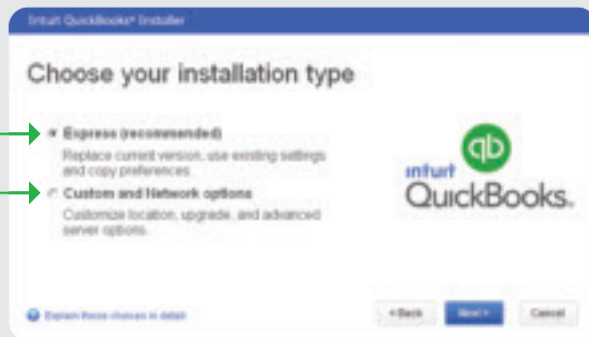 Intuit QuickBooks® Installer
Choose your installation type
Express (recommended)
Replace current version, use existing settings
and copy preferences.
Custom and Network options
Customize location, upgrade, and advanced
server options.
qb
intuit
QuickBooks.
Explain these choices in detail
< Back
Next >
Cancel